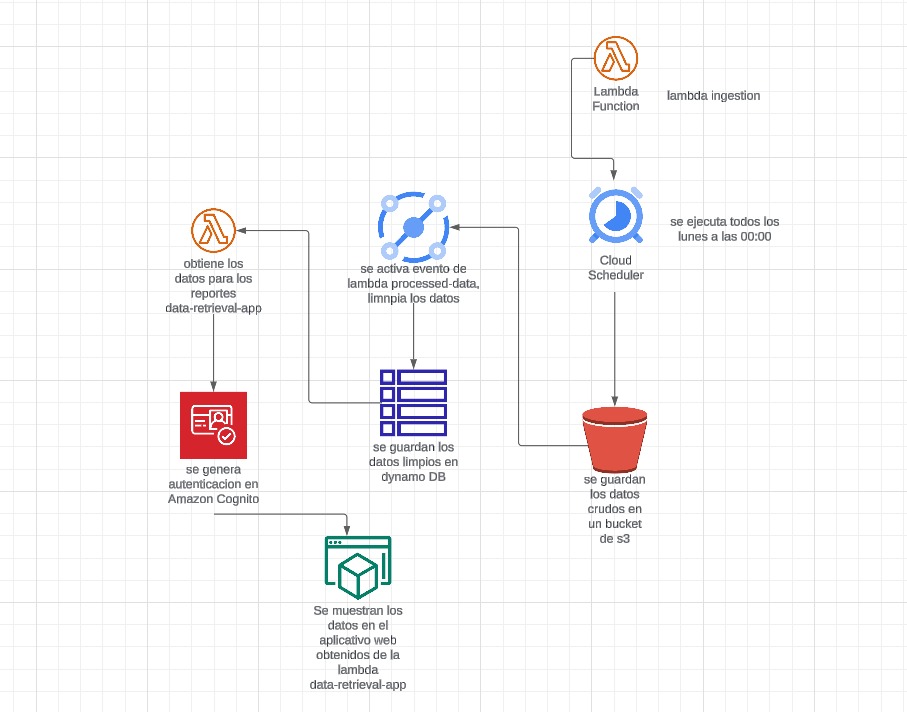 Lambda
Function
lambda ingestion
se ejecuta todos los
lunes a las 00:00
Cloud
Scheduler
obtiene los
datos para los
reportes
data-retrieval-app
se activa evento de
lambda processed-data,
limnpia los datos
se guardan los
datos limpios en
dynamo DB
se genera
autenticacion en
Amazon Cognito
se guardan
los datos
crudos en
un bucket
de s3
Se muestran los
datos en el
aplicativo web
obtenidos de la
lambda
data-retrieval-app